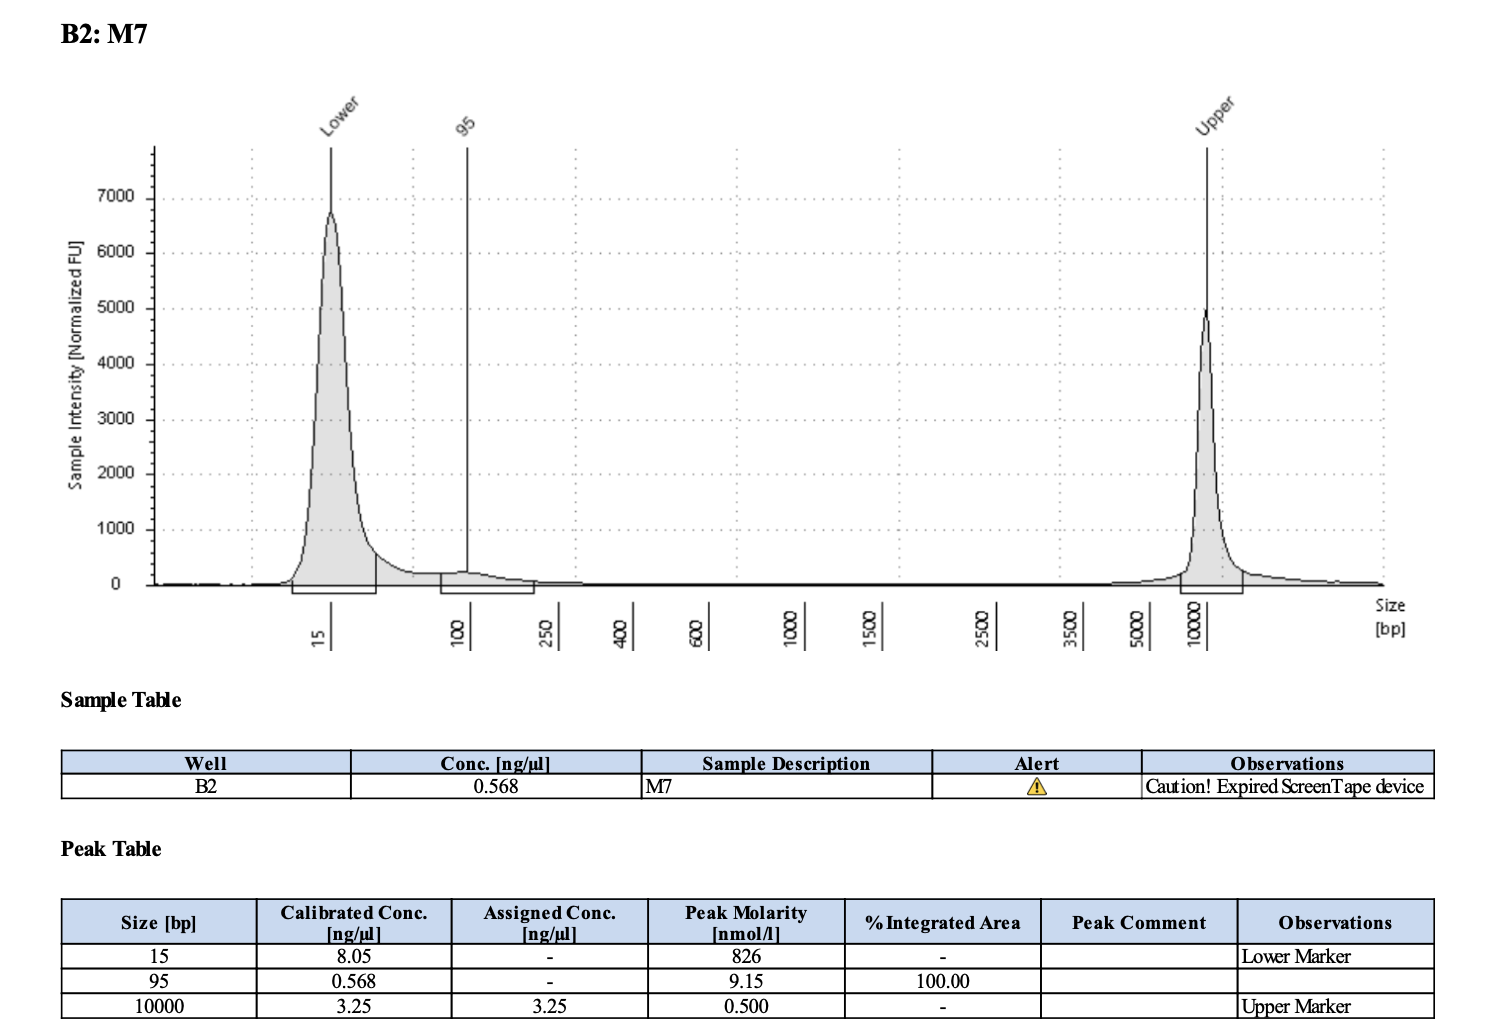 B2: M7
Lower
95
Upper
Sample Intensity [Normalized FU]
7000
6000
5000
4000
3000
2000
1000
0
15
100
250
400
600
1000
1500
2500
3500
5000
10000
Size
[bp]
Sample Table
Well Conc. [ng/µl] Sample Description Alert Observations
B2 0.568 M7 Caution! Expired ScreenTape device
Peak Table
Size [bp] Calibrated Conc. [ng/µl] Assigned Conc. [ng/µl] Peak Molarity [nmol/l] % Integrated Area Peak Comment Observations
15 8.05 - 826 - Lower Marker
95 0.568 - 9.15 100.00
10000 3.25 3.25 0.500 - Upper Marker